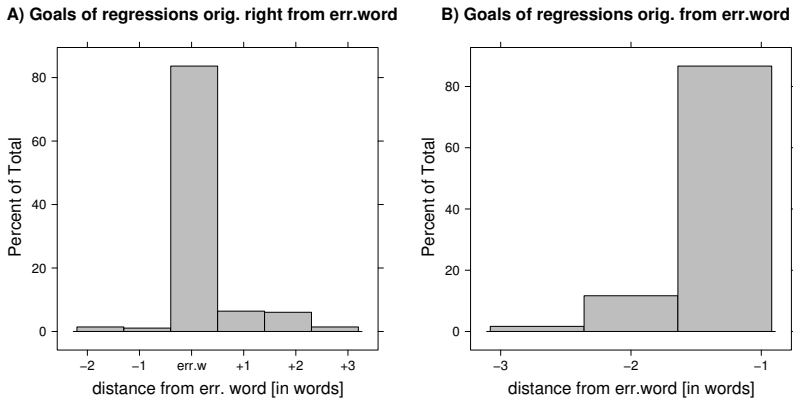 A) Goals of regressions orig. right from err.word
80
60
40
20
0
Percent of Total
−2 −1 err.w +1 +2 +3
distance from err. word [in words]
B) Goals of regressions orig. from err.word
80
60
40
20
0
Percent of Total
−3 −2 −1
distance from err.word [in words]